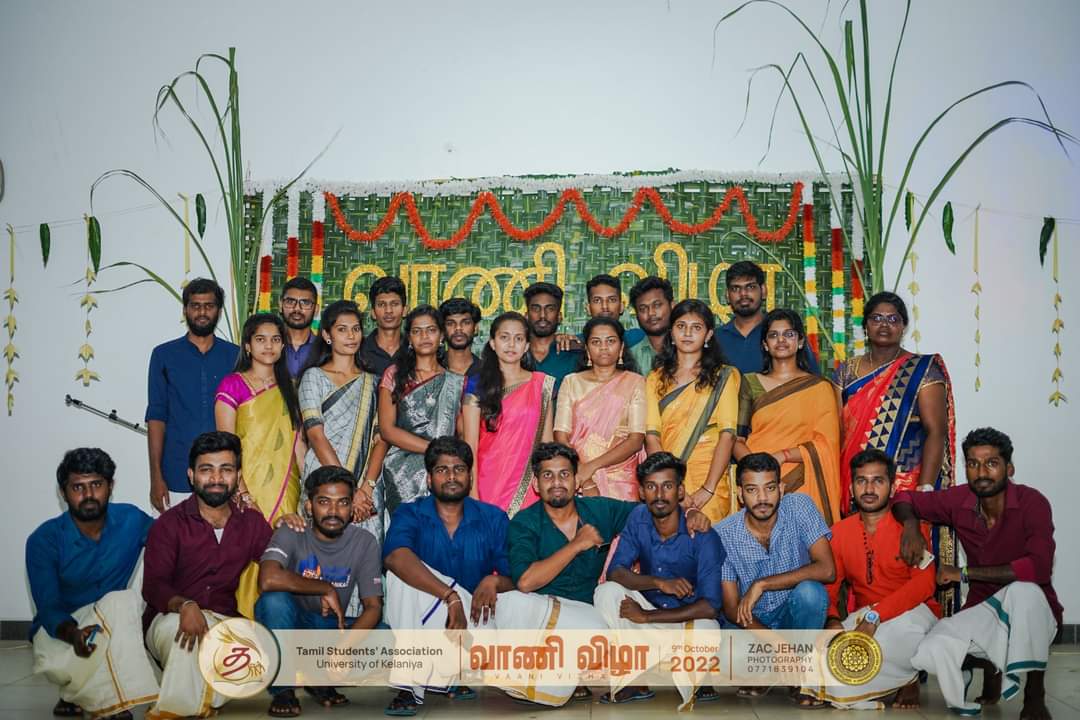 வாணி விழா
த
Tamil Students' Association
University of Kelaniya
வாணி விழா
VAANI VIZHA
9th October
2022
ZAC JEHAN
PHOTOGRAPHY
0771839104